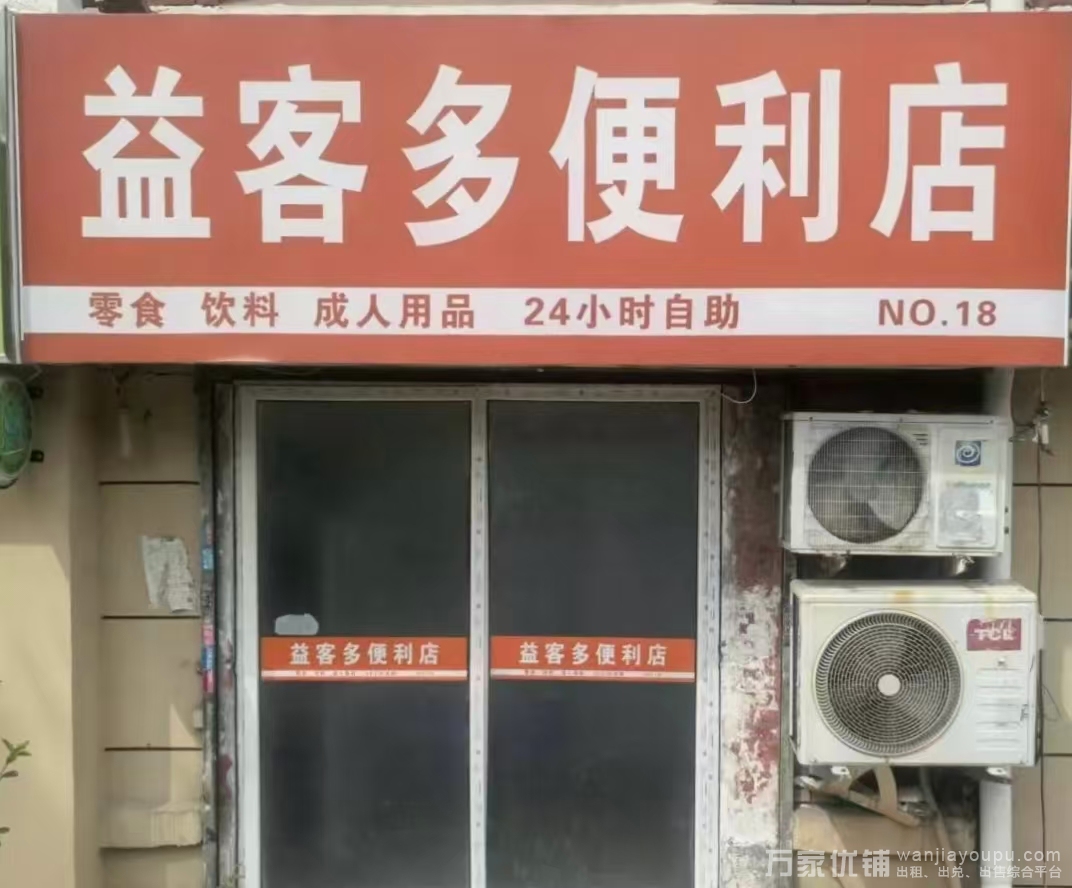 益客多便利店
零食 饮料 成人用品 24小时自助 NO.18
益客多便利店 益客多便利店
TCL
万家优铺 wanjiayoupu.com
出租、出兑、出售综合平台